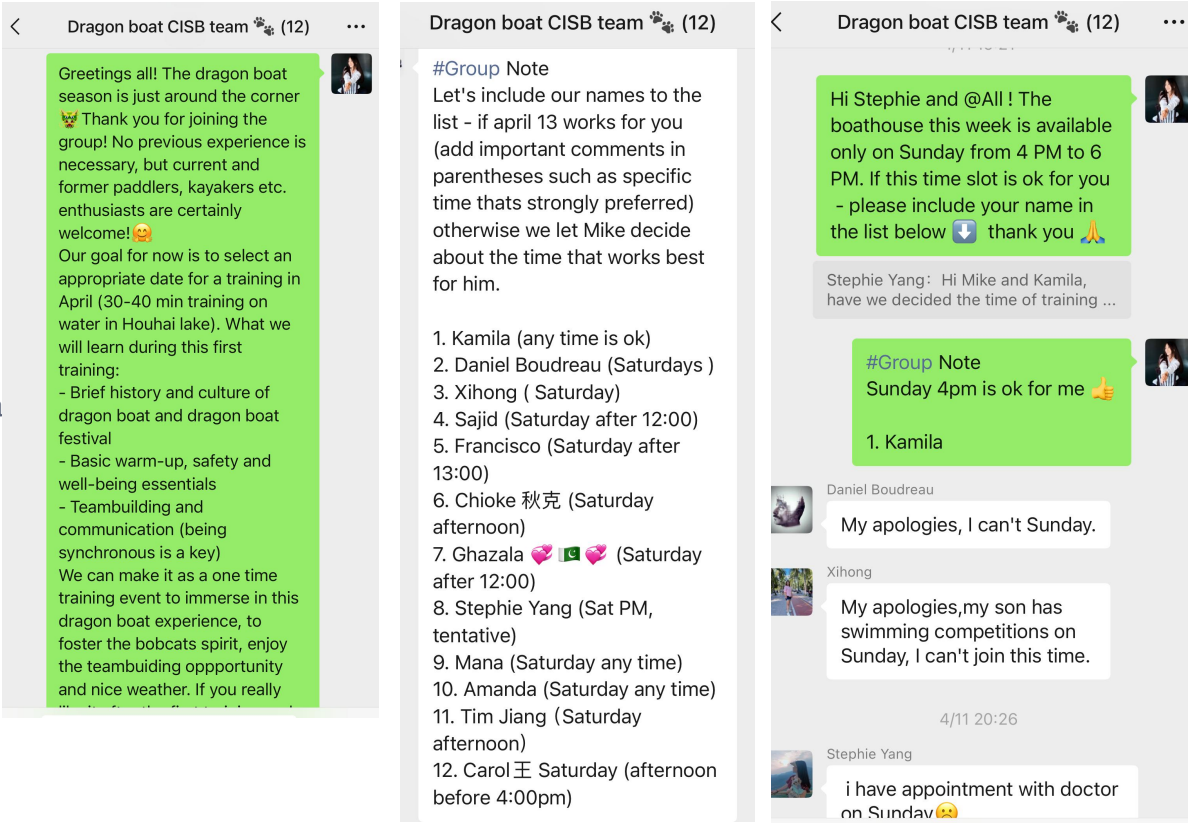 Dragon boat CISB team 🐾 (12)
Greetings all! The dragon boat
season is just around the corner
🐲Thank you for joining the
group! No previous experience is
necessary, but current and
former paddlers, kayakers etc.
enthusiasts are certainly
welcome!🤗
Our goal for now is to select an
appropriate date for a training in
April (30-40 min training on
water in Houhai lake). What we
will learn during this first
training:
- Brief history and culture of
dragon boat and dragon boat
festival
- Basic warm-up, safety and
well-being essentials
- Teambuilding and
communication (being
synchronous is a key)
We can make it as a one time
training event to immerse in this
dragon boat experience, to
foster the bobcats spirit, enjoy
the teambuiding oppportunity
and nice weather. If you really
Dragon boat CISB team 🐾 (12)
#Group Note
Let's include our names to the
list - if april 13 works for you
(add important comments in
parentheses such as specific
time thats strongly preferred)
otherwise we let Mike decide
about the time that works best
for him.
1. Kamila (any time is ok)
2. Daniel Boudreau (Saturdays )
3. Xihong ( Saturday)
4. Sajid (Saturday after 12:00)
5. Francisco (Saturday after
13:00)
6. Chioke 秋克 (Saturday
afternoon)
7. Ghazala 💞 🇵🇰 💞 (Saturday
after 12:00)
8. Stephie Yang (Sat PM,
tentative)
9. Mana (Saturday any time)
10. Amanda (Saturday any time)
11. Tim Jiang（Saturday
afternoon)
12. Carol王 Saturday (afternoon
before 4:00pm)
Dragon boat CISB team 🐾 (12)
Hi Stephie and @All ! The
boathouse this week is available
only on Sunday from 4 PM to 6
PM. If this time slot is ok for you
- please include your name in
the list below ⬇️ thank you 🙏
Stephie Yang：Hi Mike and Kamila,
have we decided the time of training ...
#Group Note
Sunday 4pm is ok for me 👍
1. Kamila
Daniel Boudreau
My apologies, I can't Sunday.
Xihong
My apologies,my son has
swimming competitions on
Sunday, I can't join this time.
4/11 20:26
Stephie Yang
i have appointment with doctor
on Sunday☹️